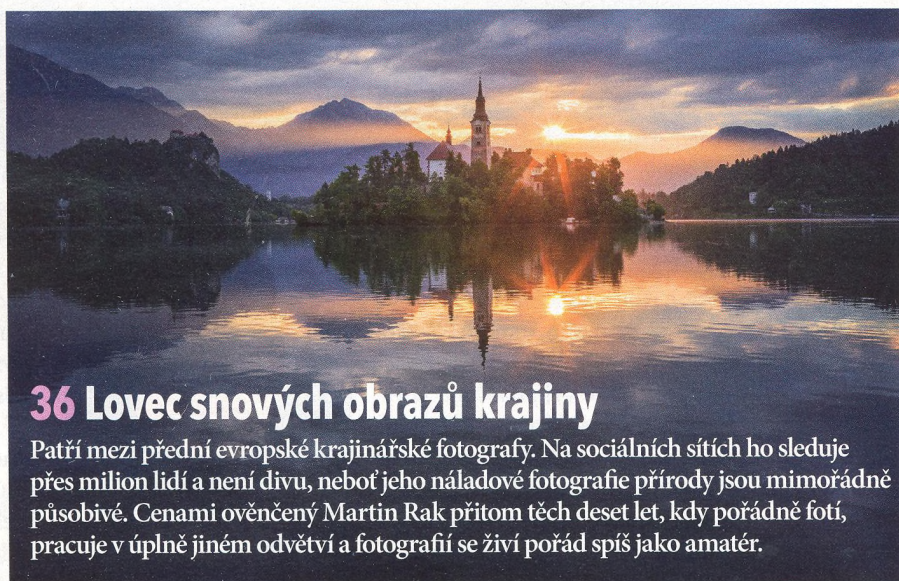 36 Lovec snových obrazů krajiny
Patří mezi přední evropské krajinářské fotografy. Na sociálních sítích ho sleduje
přes milion lidí a není divu, neboť jeho náladové fotografie přírody jsou mimořádně
působivé. Cenami ověnčený Martin Rak přitom těch deset let, kdy pořádně fotí,
pracuje v úplně jiném odvětví a fotografií se živí pořád spíš jako amatér.